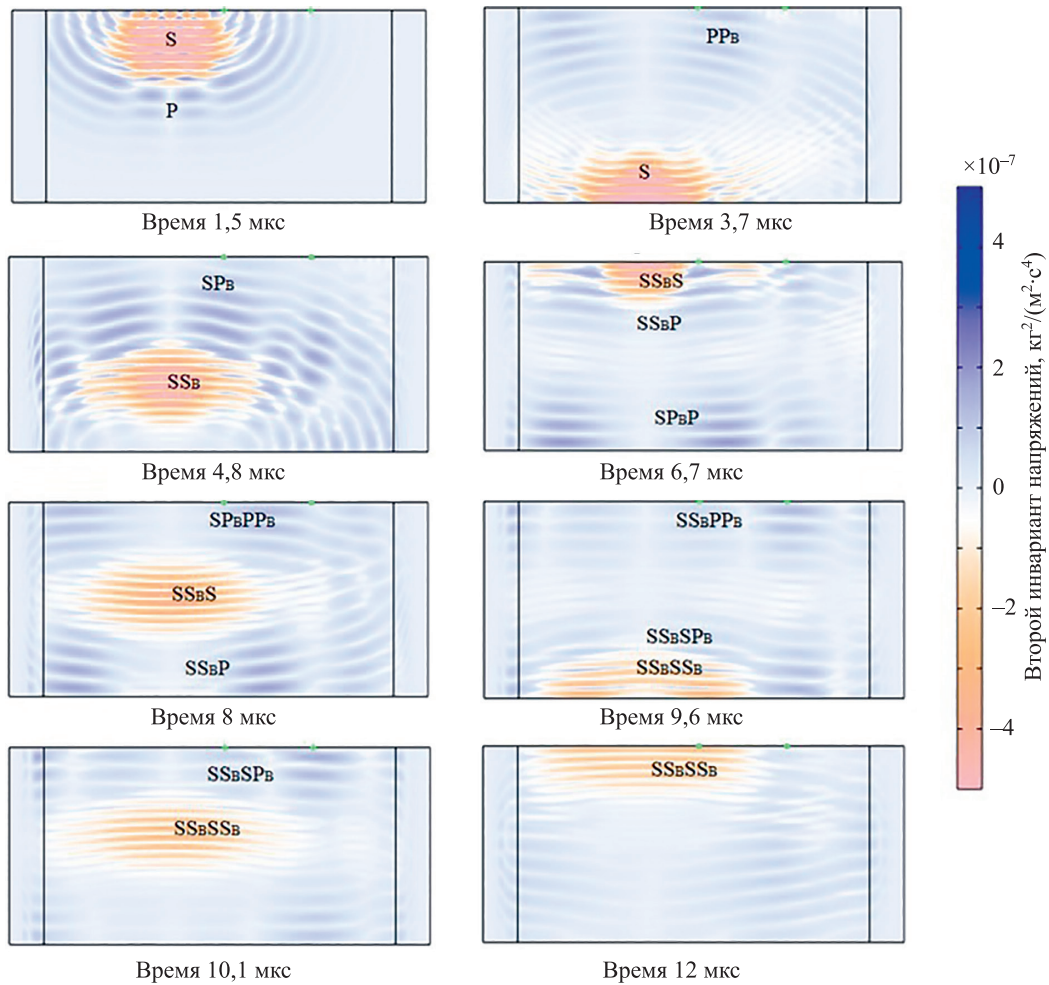 S
P
Время 1,5 мкс
PPв
S
Время 3,7 мкс
SPв
SSв
Время 4,8 мкс
SSвS
SSвP
SPвP
Время 6,7 мкс
SPвPPв
SSвS
SSвP
Время 8 мкс
SSвPPв
SSвSPв
SSвSSв
Время 9,6 мкс
SSвSPв
SSвSSв
Время 10,1 мкс
SSвSSв
Время 12 мкс
×10⁻⁷
4
2
0
−2
−4
Второй инвариант напряжений, кг²/(м²·с⁴)